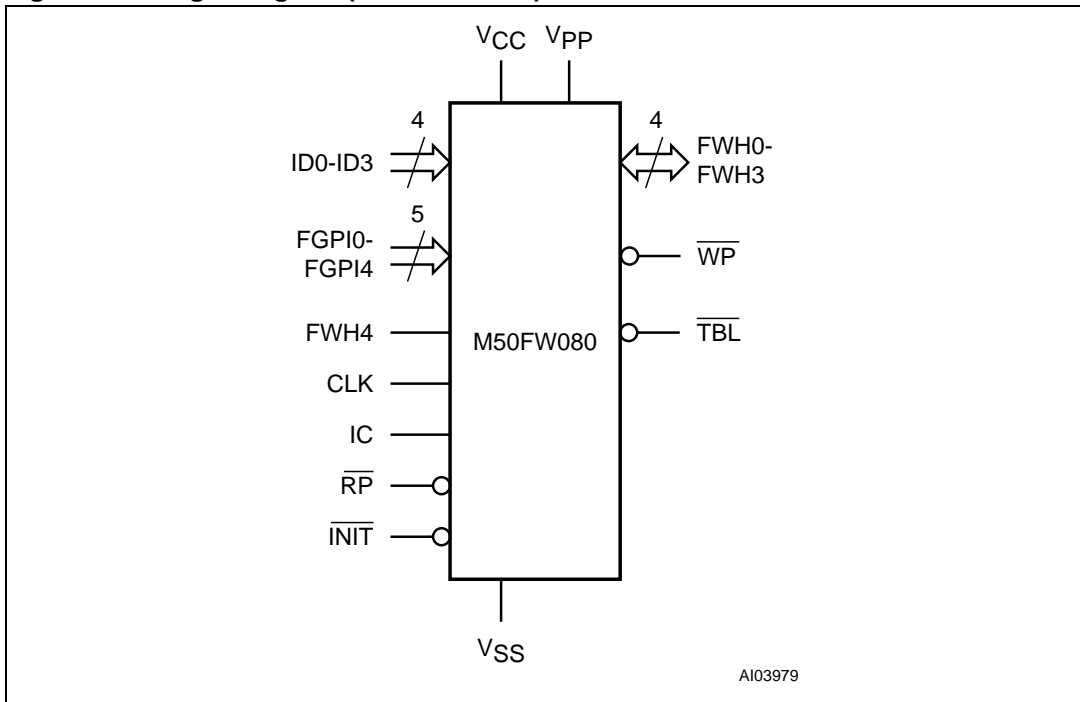 VCC VPP
4
ID0-ID3
4
FWH0-
FWH3
5
FGPI0-
FGPI4
WP
FWH4
M50FW080
TBL
CLK
IC
RP
INIT
VSS
AI03979